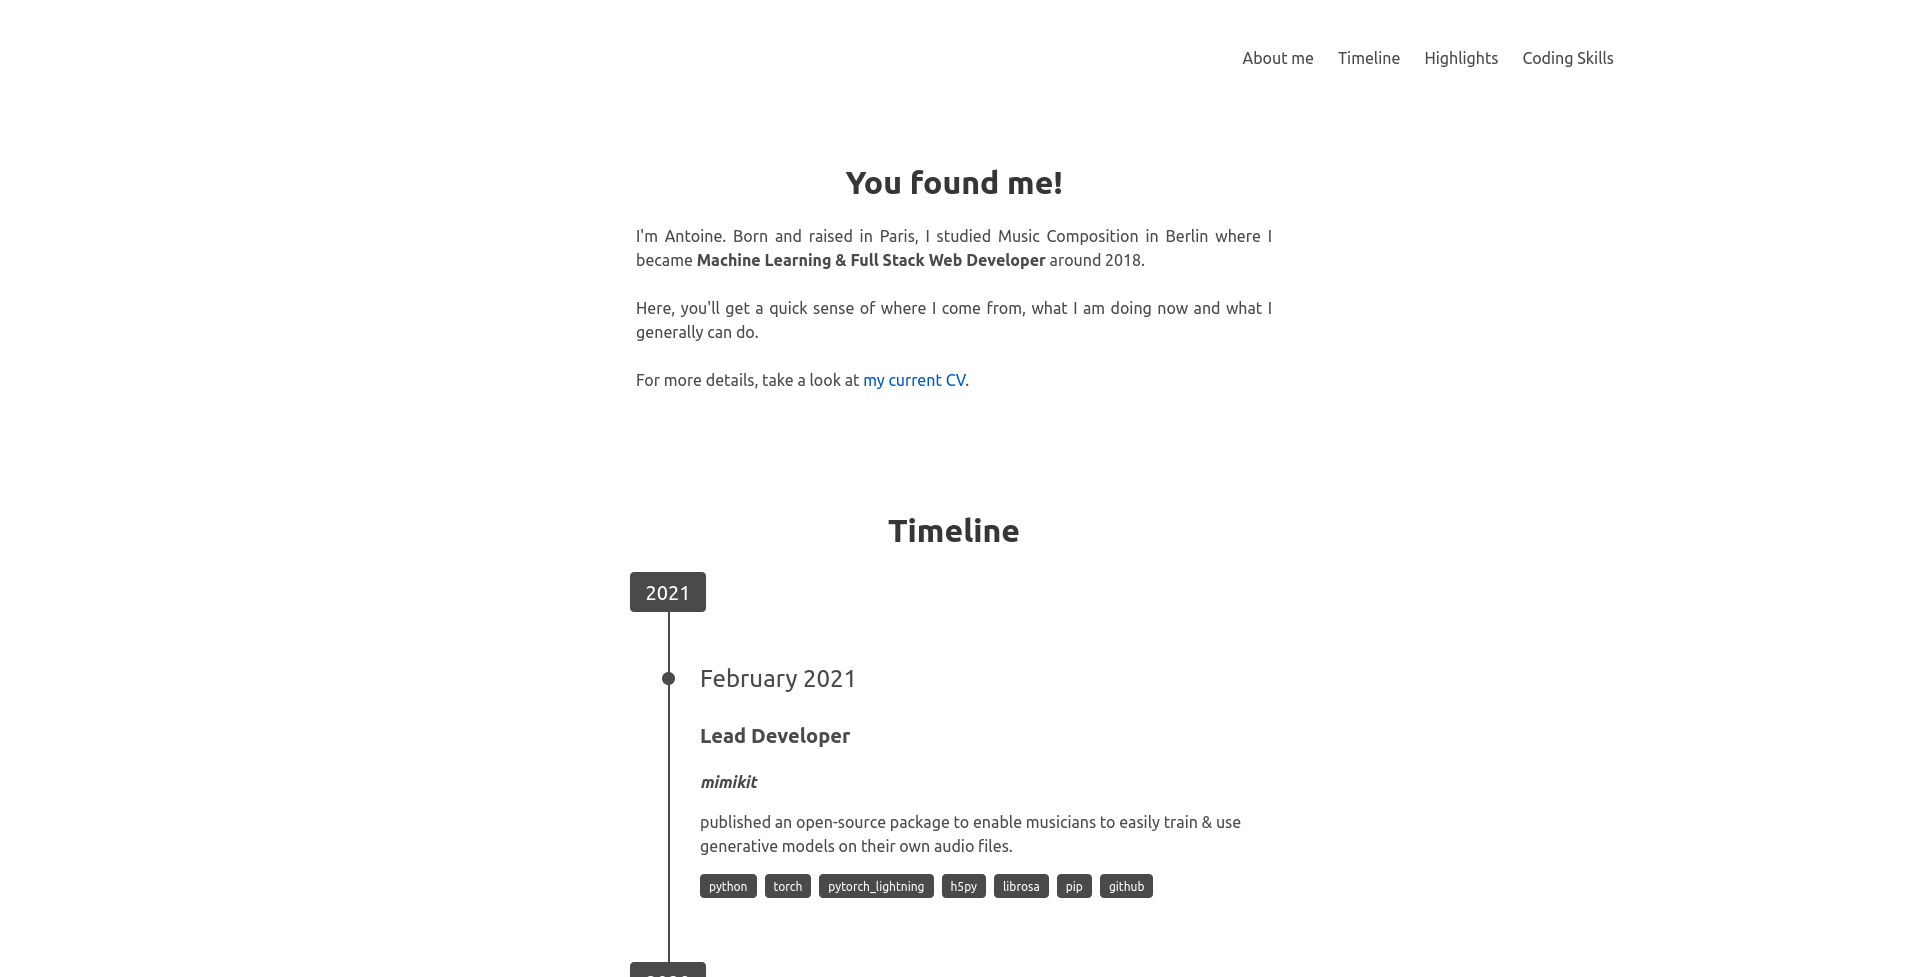 About me Timeline Highlights Coding Skills
You found me!
I'm Antoine. Born and raised in Paris, I studied Music Composition in Berlin where I
became Machine Learning & Full Stack Web Developer around 2018.
Here, you'll get a quick sense of where I come from, what I am doing now and what I
generally can do.
For more details, take a look at my current CV.
Timeline
2021
February 2021
Lead Developer
mimikit
published an open-source package to enable musicians to easily train & use
generative models on their own audio files.
python torch pytorch_lightning h5py librosa pip github